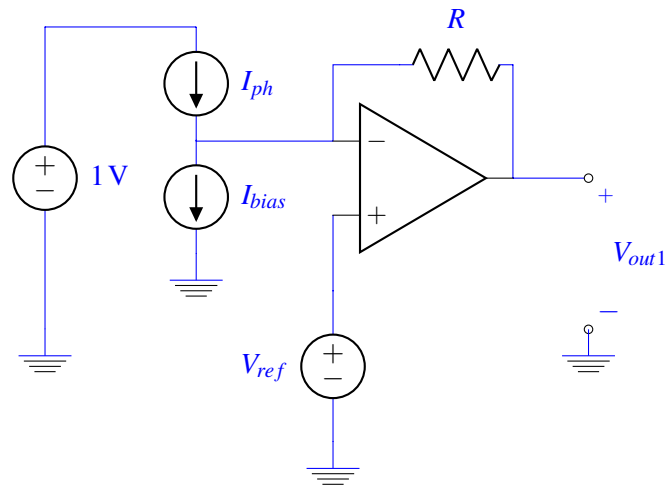 R
I_ph
+
−
1 V
−
I_bias
+
+
V_out1
−
V_ref
+
−